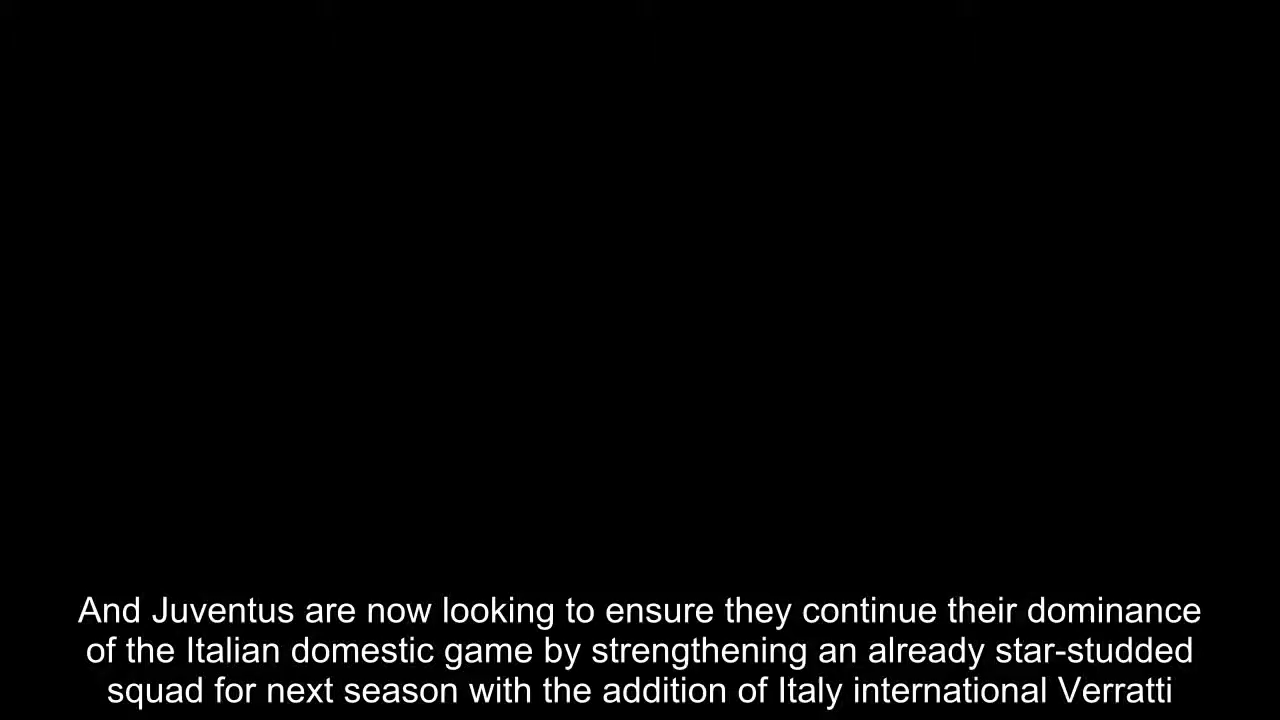 And Juventus are now looking to ensure they continue their dominance
of the Italian domestic game by strengthening an already star-studded
squad for next season with the addition of Italy international Verratti